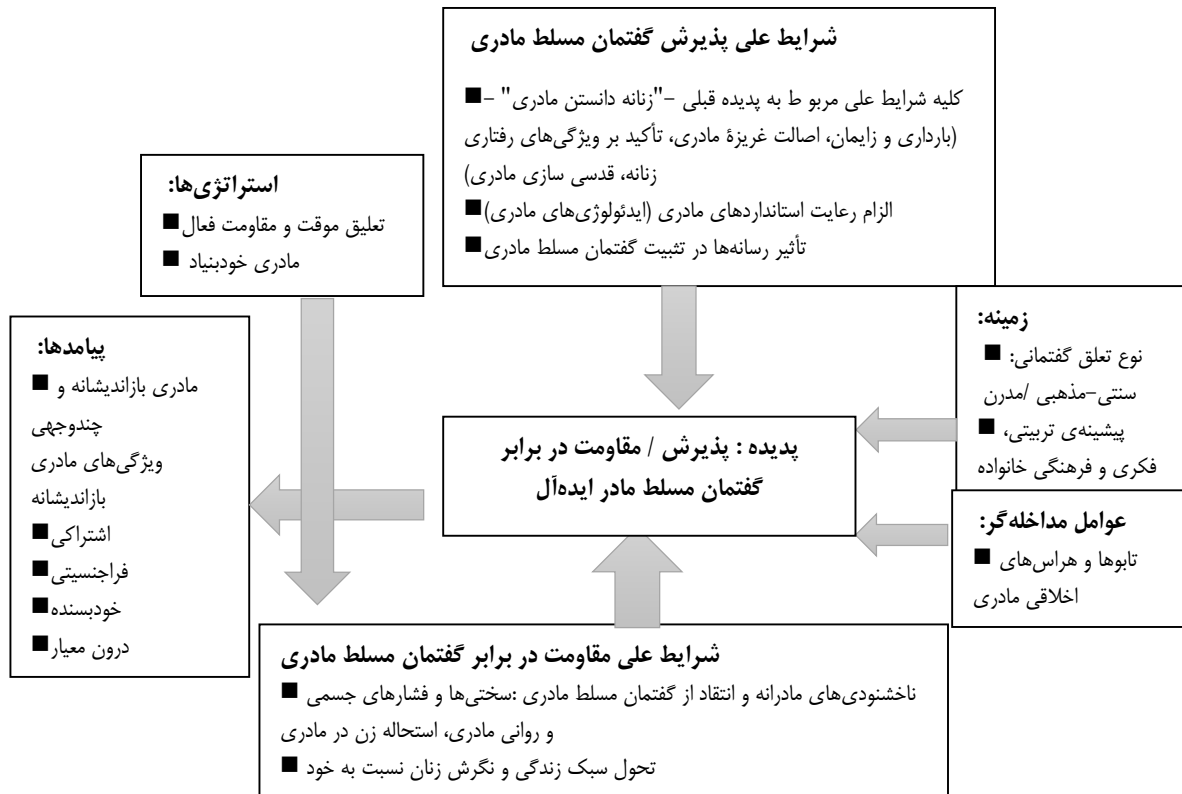 شرایط علی پذیرش گفتمان مسلط مادری
■ کلیه شرایط علی مربو ط به پدیده قبلی –"زنانه دانستن مادری" –
(بارداری و زایمان، اصالت غریزۀ مادری، تأکید بر ویژگی‌های رفتاری
زنانه، قدسی سازی مادری)
■ الزام رعایت استانداردهای مادری (ایدئولوژی‌های مادری)
■ تأثیر رسانه‌ها در تثبیت گفتمان مسلط مادری
استراتژی‌ها:
■ تعلیق موقت و مقاومت فعال
■ مادری خودبنیاد
زمینه:
■ نوع تعلق گفتمانی:
سنتی–مذهبی /مدرن
■ پیشینه‌ی تربیتی،
فکری و فرهنگی خانواده
پدیده : پذیرش / مقاومت در برابر
گفتمان مسلط مادر ایده‌آل
عوامل مداخله‌گر:
■ تابوها و هراس‌های
اخلاقی مادری
پیامدها:
■ مادری بازاندیشانه و
چندوجهی
ویژگی‌های مادری
بازاندیشانه
■ اشتراکی
■ فراجنسیتی
■ خودبسنده
■ درون معیار
شرایط علی مقاومت در برابر گفتمان مسلط مادری
■ ناخشنودی‌های مادرانه و انتقاد از گفتمان مسلط مادری :سختی‌ها و فشارهای جسمی
و روانی مادری، استحاله زن در مادری
■ تحول سبک زندگی و نگرش زنان نسبت به خود